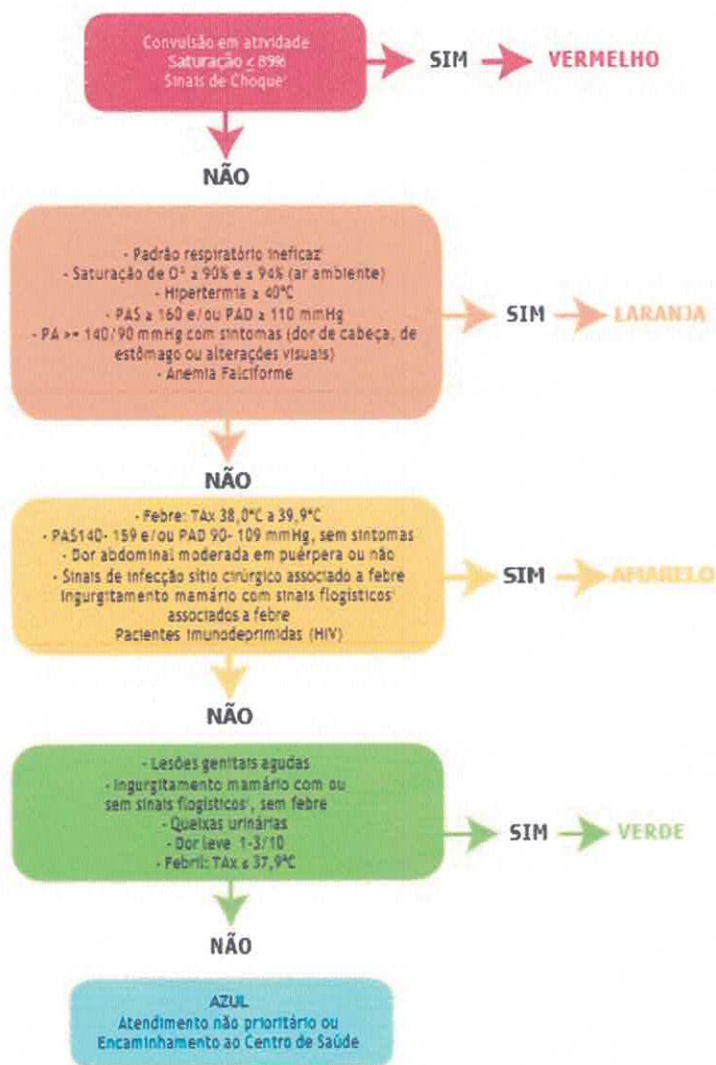 Convulsão em atividade
Saturação ≤ 89%
Sinais de Choque
SIM
VERMELHO
NÃO
- Padrão respiratório ineficaz
- Saturação de O² ≥ 90% e ≤ 94% (ar ambiente)
- Hipertermia ≥ 40°C
- PAS ≥ 160 e/ou PAD ≥ 110 mmHg
- PA >= 140/90 mmHg com sintomas (dor de cabeça, de
estômago ou alterações visuais)
- Anemia Falciforme
SIM
LARANJA
NÃO
- Febre: TAx 38,0°C a 39,9°C
- PAS140- 159 e/ou PAD 90- 109 mmHg, sem sintomas
- Dor abdominal moderada em puérpera ou não
- Sinais de infecção sítio cirúrgico associado a febre
Ingurgitamento mamário com sinais flogísticos
associados a febre
Pacientes imunodeprimidas (HIV)
SIM
AMARELO
NÃO
- Lesões genitais agudas
- Ingurgitamento mamário com ou
sem sinais flogísticos, sem febre
- Queixas urinárias
- Dor leve 1-3/10
- Febril: TAx ≤ 37,9°C
SIM
VERDE
NÃO
AZUL
Atendimento não prioritário ou
Encaminhamento ao Centro de Saúde